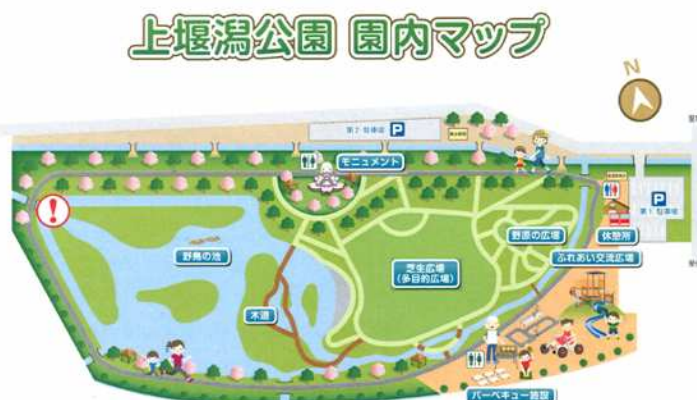 上堰潟公園 園内マップ
N
第2 駐車場 P
モニュメント
P
第1 駐車場
野原の広場
休憩所
ふれあい交流広場
野鳥の池
芝生広場
(多目的広場)
木道
バーベキュー施設